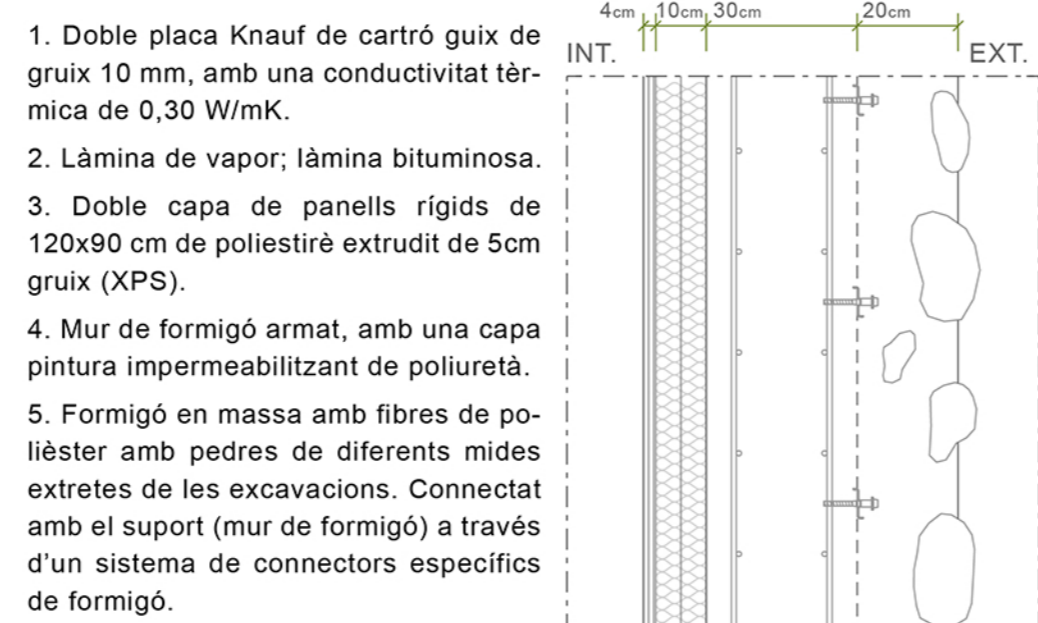 1. Doble placa Knauf de cartró guix de
gruix 10 mm, amb una conductivitat tèr-
mica de 0,30 W/mK.
2. Làmina de vapor; làmina bituminosa.
3. Doble capa de panells rígids de
120x90 cm de poliestirè extrudit de 5cm
gruix (XPS).
4. Mur de formigó armat, amb una capa
pintura impermeabilitzant de poliuretà.
5. Formigó en massa amb fibres de po-
lièster amb pedres de diferents mides
extretes de les excavacions. Connectat
amb el suport (mur de formigó) a través
d'un sistema de connectors específics
de formigó.
4cm 10cm 30cm 20cm
INT. EXT.